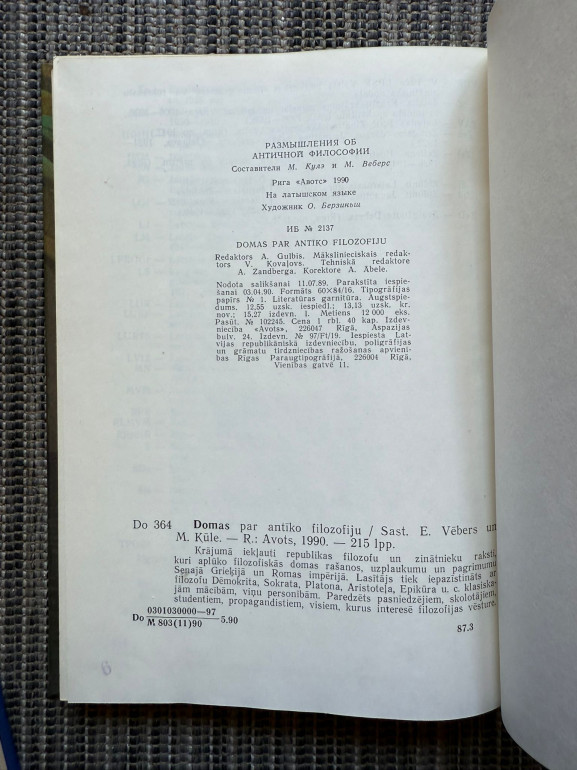 РАЗМЫШЛЕНИЯ ОБ
АНТИЧНОЙ ФИЛОСОФИИ
Составители М. Кулэ и М. Веберс
Рига «Авотс» 1990
На латышском языке
Художник О. Берзиньш
ИБ № 2137
DOMAS PAR ANTIKO FILOZOFIJU
Redaktors A. Gulbis. Mākslinieciskais redak-
tors V. Kovaļovs. Tehniskā redaktore
A. Zandberga. Korektore A. Ābele.
Nodota salikšanai 11.07.89. Parakstīta iespie-
šanai 03.04.90. Formāts 60×84/16. Tipogrāfijas
papīrs № 1. Literatūras garnitūra. Augstspie-
dums. 12,55 uzsk. iespiedl.; 13,13 uzsk. kr.
nov.; 15,27 izdevn. l. Metiens 12 000 eks.
Pasūt. № 102245. Cena 1 rbl. 40 kap. Izdev-
niecība «Avots», 226047 Rīgā, Aspazijas
bulv. 24. Izdevn. № 97/F1/19. Iespiesta Lat-
vijas republikāniskā izdevniecību, poligrāfijas
un grāmatu tirdzniecības ražošanas apvienī-
bas Rīgas Paraugtipogrāfijā, 226004 Rīgā,
Vienības gatvē 11.
Do 364 Domas par antiko filozofiju / Sast. E. Vēbers un
M. Kūle. — R.: Avots, 1990. — 215 lpp.
Krājumā iekļauti republikas filozofu un zinātnieku raksti,
kuri aplūko filozofiskās domas rašanos, uzplaukumu un pagrimumu
Senajā Grieķijā un Romas impērijā. Lasītājs tiek iepazīstināts ar
filozofu Dēmokrita, Sokrata, Platona, Aristoteļa, Epikūra u. c. klasiska-
jām mācībām, viņu personībām. Paredzēts pasniedzējiem, skolotājiem,
studentiem, propagandistiem, visiem, kurus interesē filozofijas vēsture.
0301030000—97
Do M 803(11)90 5.90
87.3
6